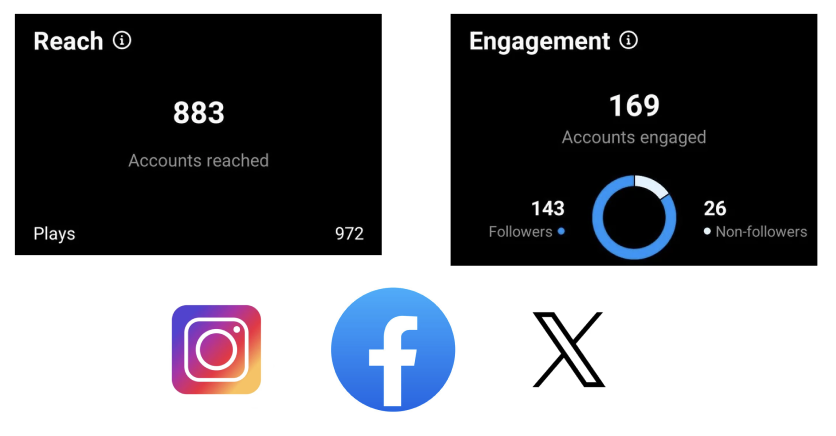 Reach
883
Accounts reached
Plays 972
Engagement
169
Accounts engaged
143 26
Followers Non-followers